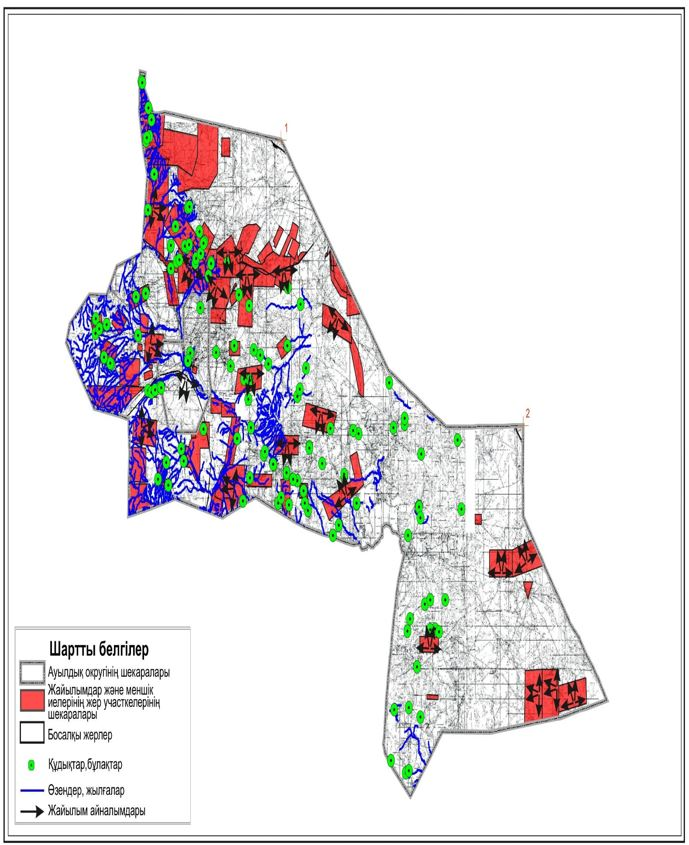 1
2
Шартты белгілер
Ауылдық округінің шекаралары
Жайылымдар және меншік
иелерінің жер участкелерінің
шекаралары
Босалқы жерлер
Құдықтар,бұлақтар
Өзендер, жылғалар
Жайылым айналымдары